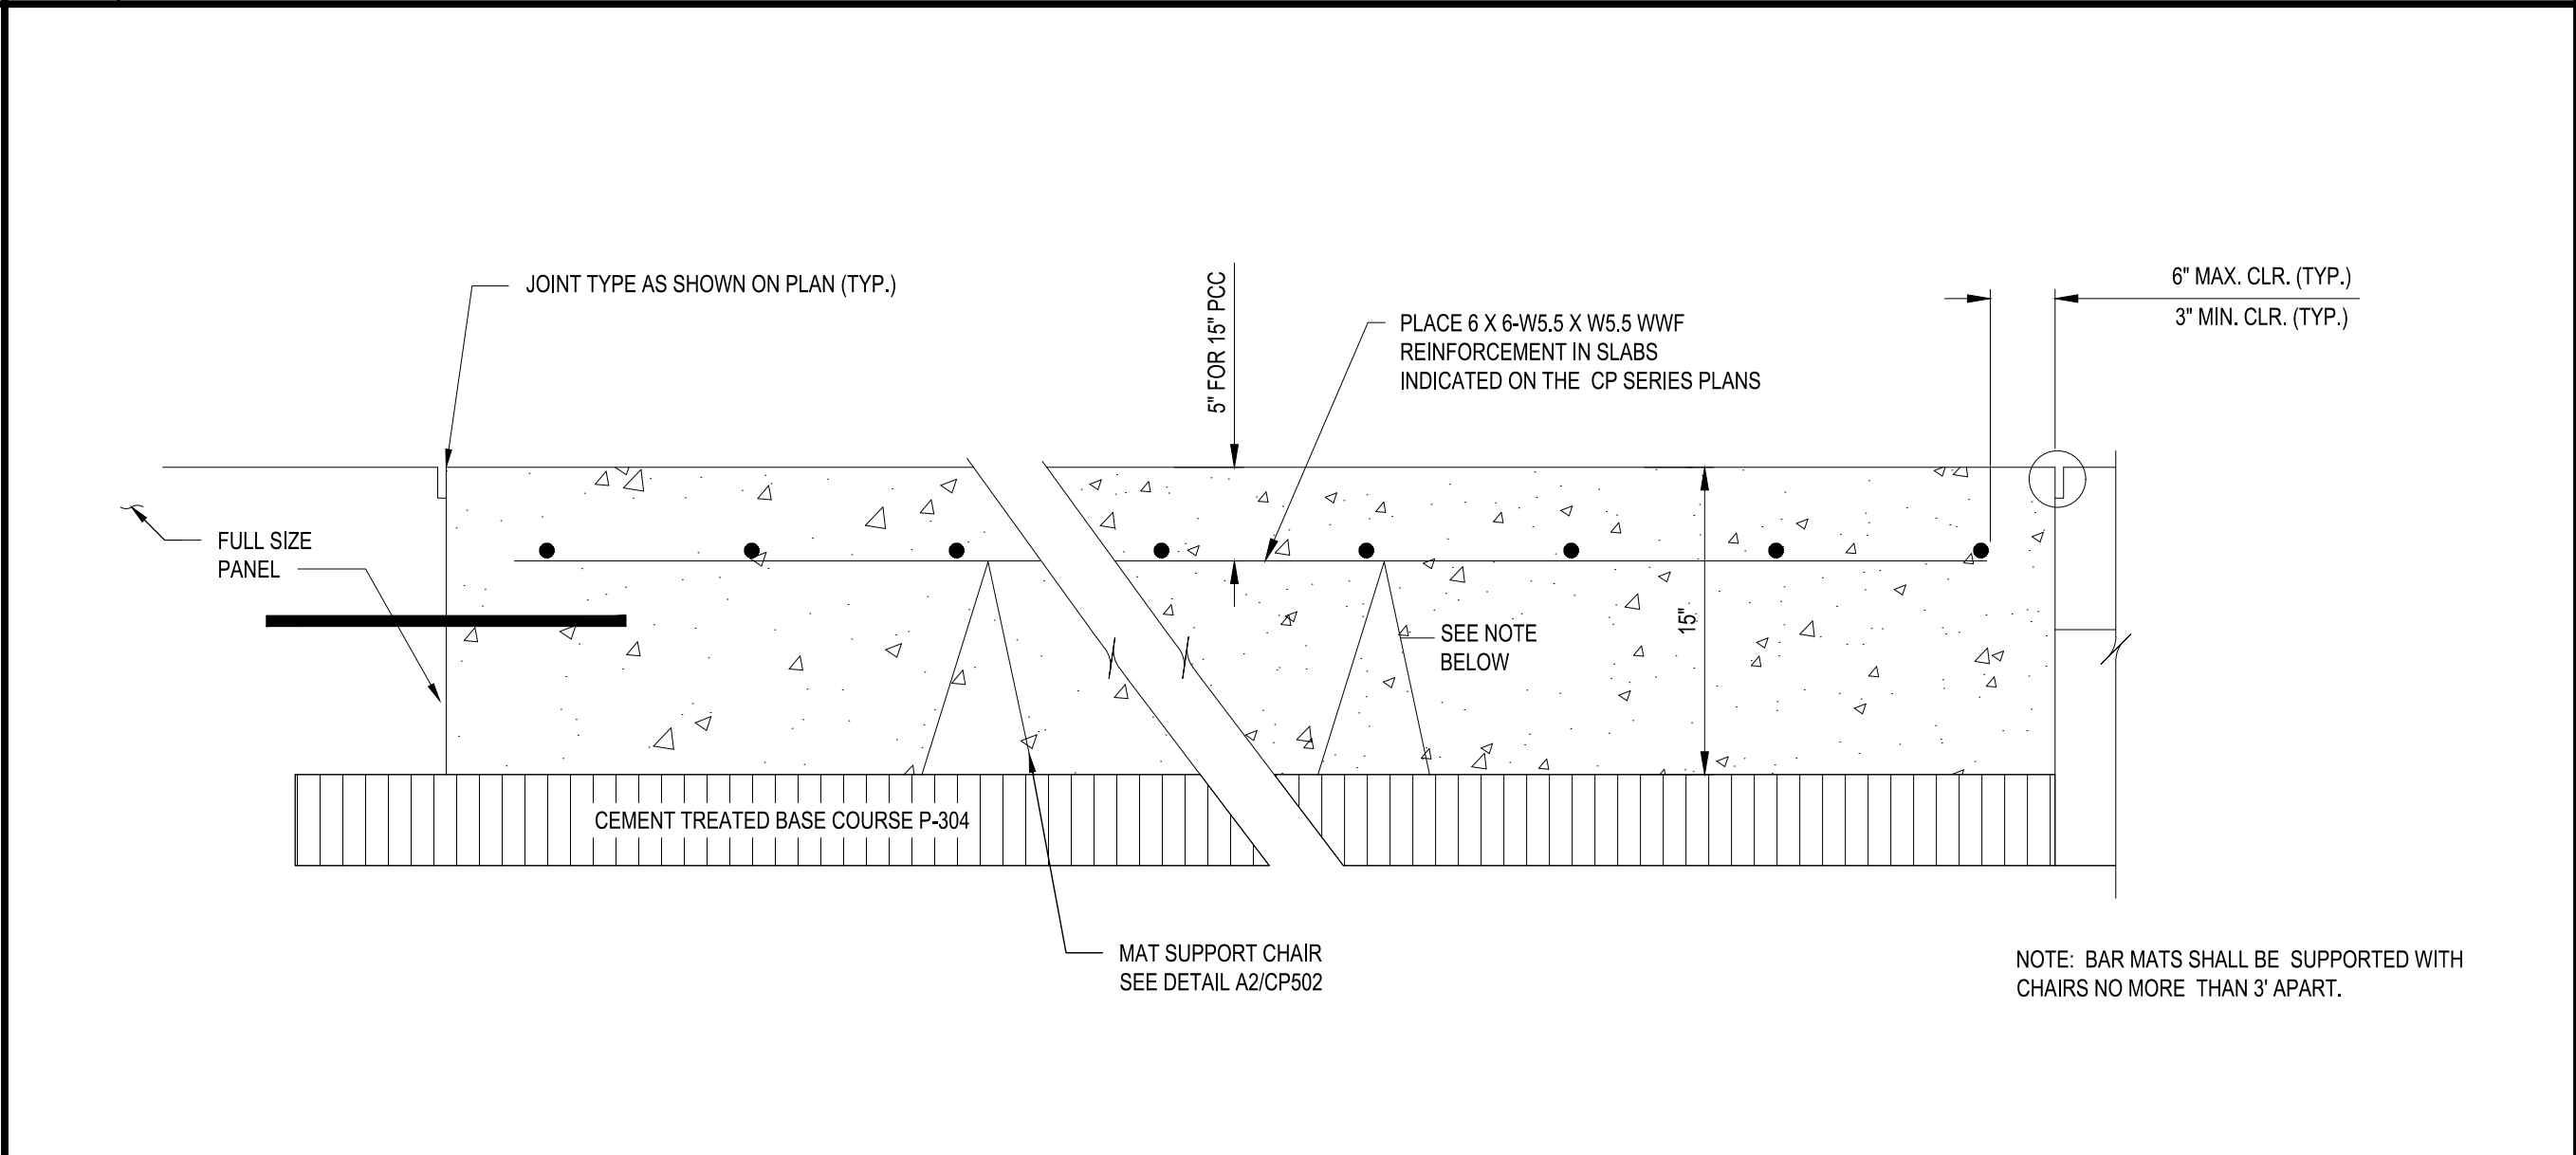 JOINT TYPE AS SHOWN ON PLAN (TYP.)
5" FOR 15" PCC
PLACE 6 X 6-W5.5 X W5.5 WWF
REINFORCEMENT IN SLABS
INDICATED ON THE CP SERIES PLANS
6" MAX. CLR. (TYP.)
3" MIN. CLR. (TYP.)
FULL SIZE
PANEL
SEE NOTE
BELOW
15"
CEMENT TREATED BASE COURSE P-304
MAT SUPPORT CHAIR
SEE DETAIL A2/CP502
NOTE: BAR MATS SHALL BE SUPPORTED WITH
CHAIRS NO MORE THAN 3' APART.